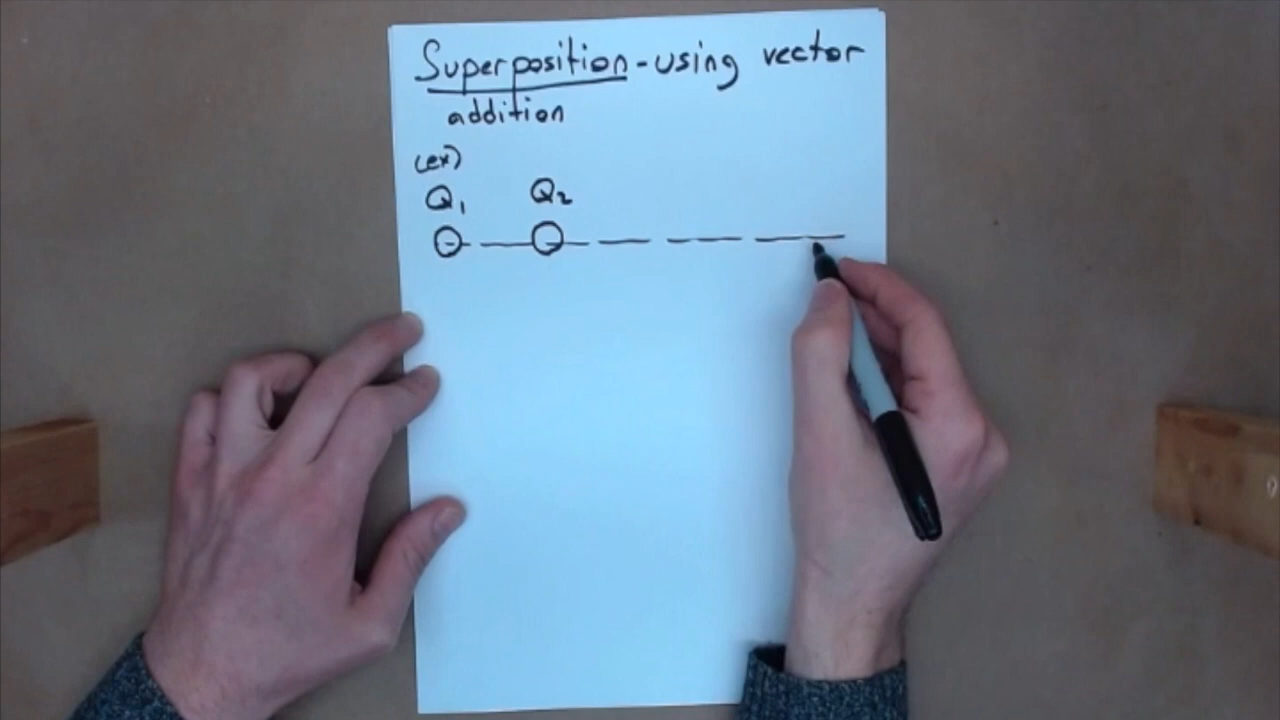 Superposition - using vector
addition
(ex)
Q₁ Q₂